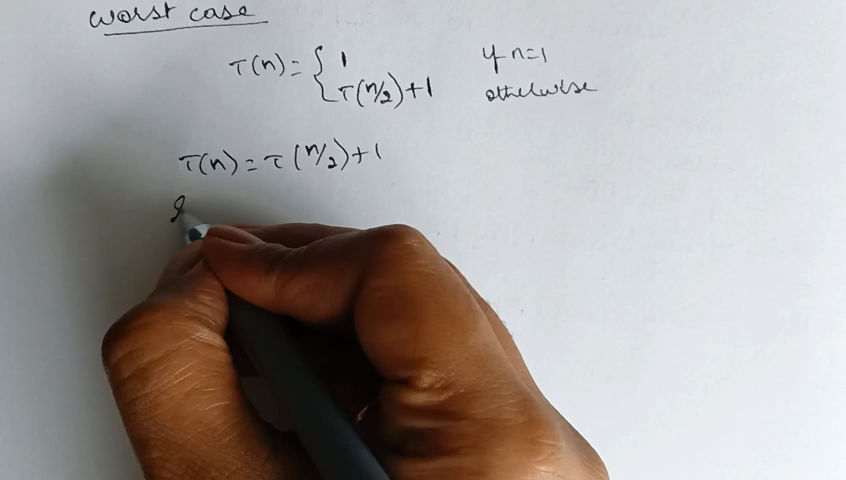 worst case
T(n) = { 1 if n=1
T(n/2)+1 otherwise
T(n) = T(n/2)+1